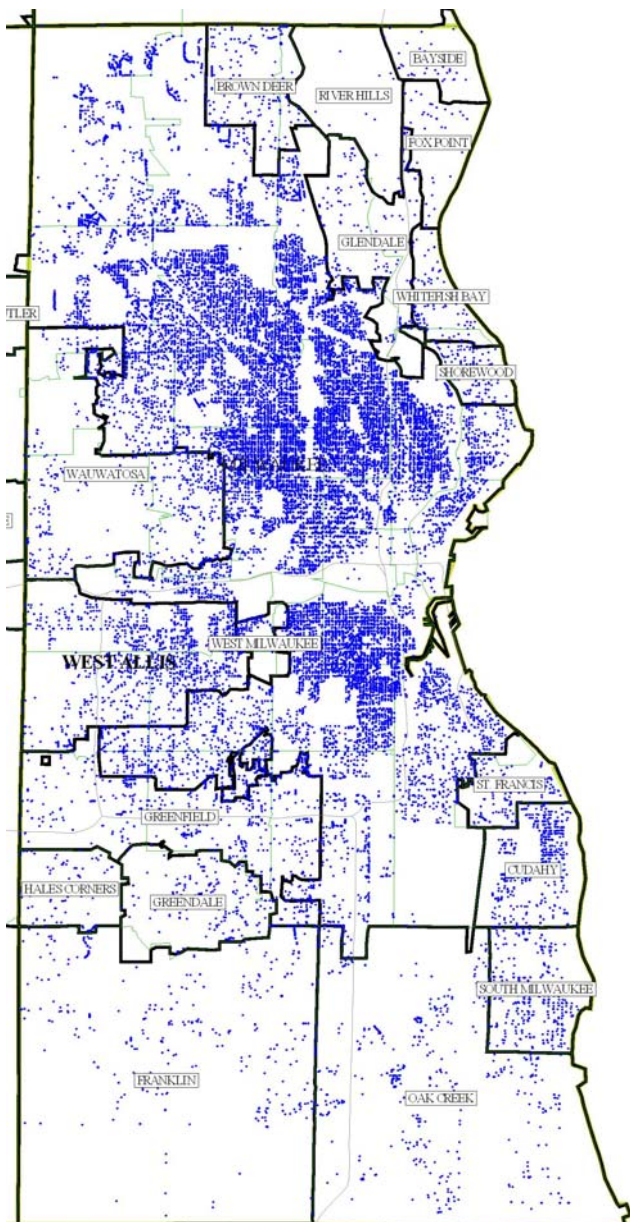 BAYSIDE
BROWN DEER
RIVER HILLS
FOX POINT
GLENDALE
WHITEFISH BAY
SHOREWOOD
WAUWATOSA
WEST MILWAUKEE
WEST ALLIS
ST. FRANCIS
GREENFIELD
CUDAHY
HALES CORNERS
GREENDALE
SOUTH MILWAUKEE
FRANKLIN
OAK CREEK